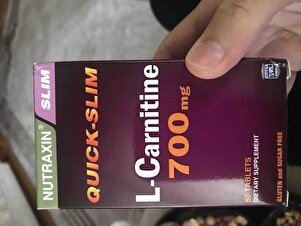 NUTRAXIN® SLIM
QUICK-SLIM
L-Carnitine
700 mg
60 TABLETS
DIETARY SUPPLEMENT
GLUTEN and SUGAR FREE